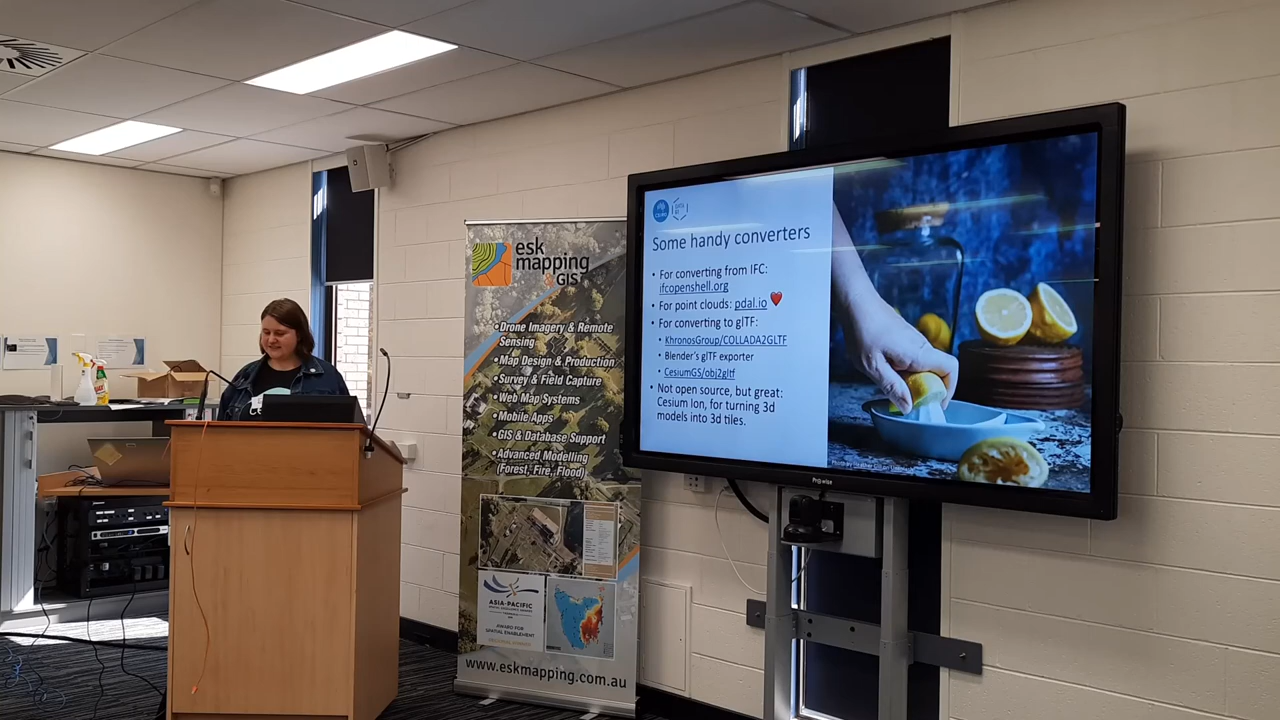 esk
mapping
& GIS
• Drone Imagery & Remote
Sensing
• Map Design & Production
• Survey & Field Capture
• Web Map Systems
• Mobile Apps
• GIS & Database Support
• Advanced Modelling
(Forest, Fire, Flood)
ASIA-PACIFIC
AWARD FOR
SPATIAL ENABLEMENT
www.eskmapping.com.au
Some handy converters
• For converting from IFC:
ifcopenshell.org
• For point clouds: pdal.io
• For converting to glTF:
• KhronosGroup/COLLADA2GLTF
• Blender's glTF exporter
• CesiumGS/obj2gltf
• Not open source, but great:
Cesium Ion, for turning 3d
models into 3d tiles.
Prowise